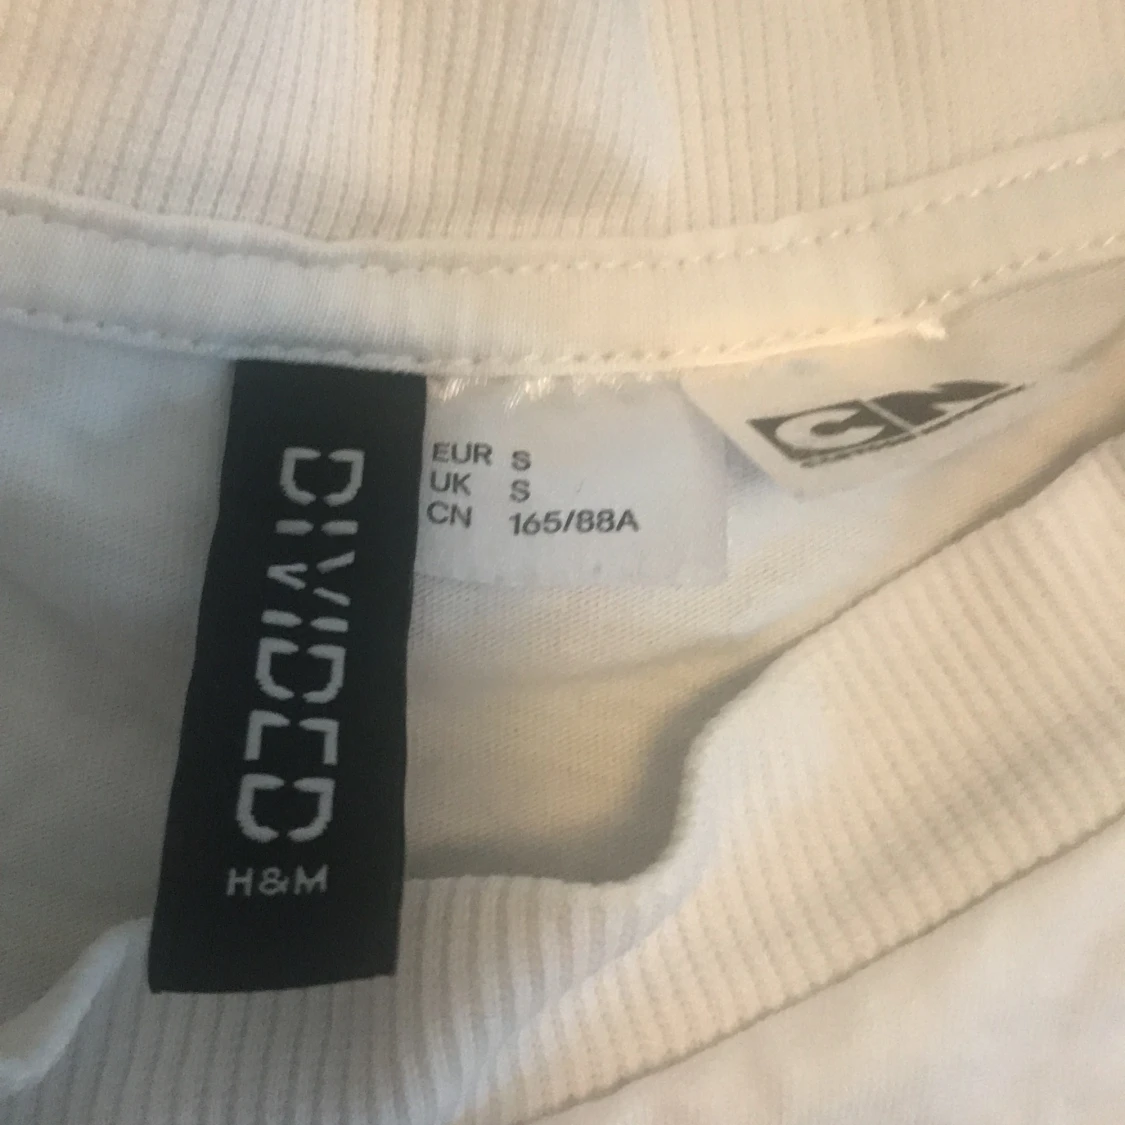 DIVIDED
H&M
EUR S
UK S
CN 165/88A
CN